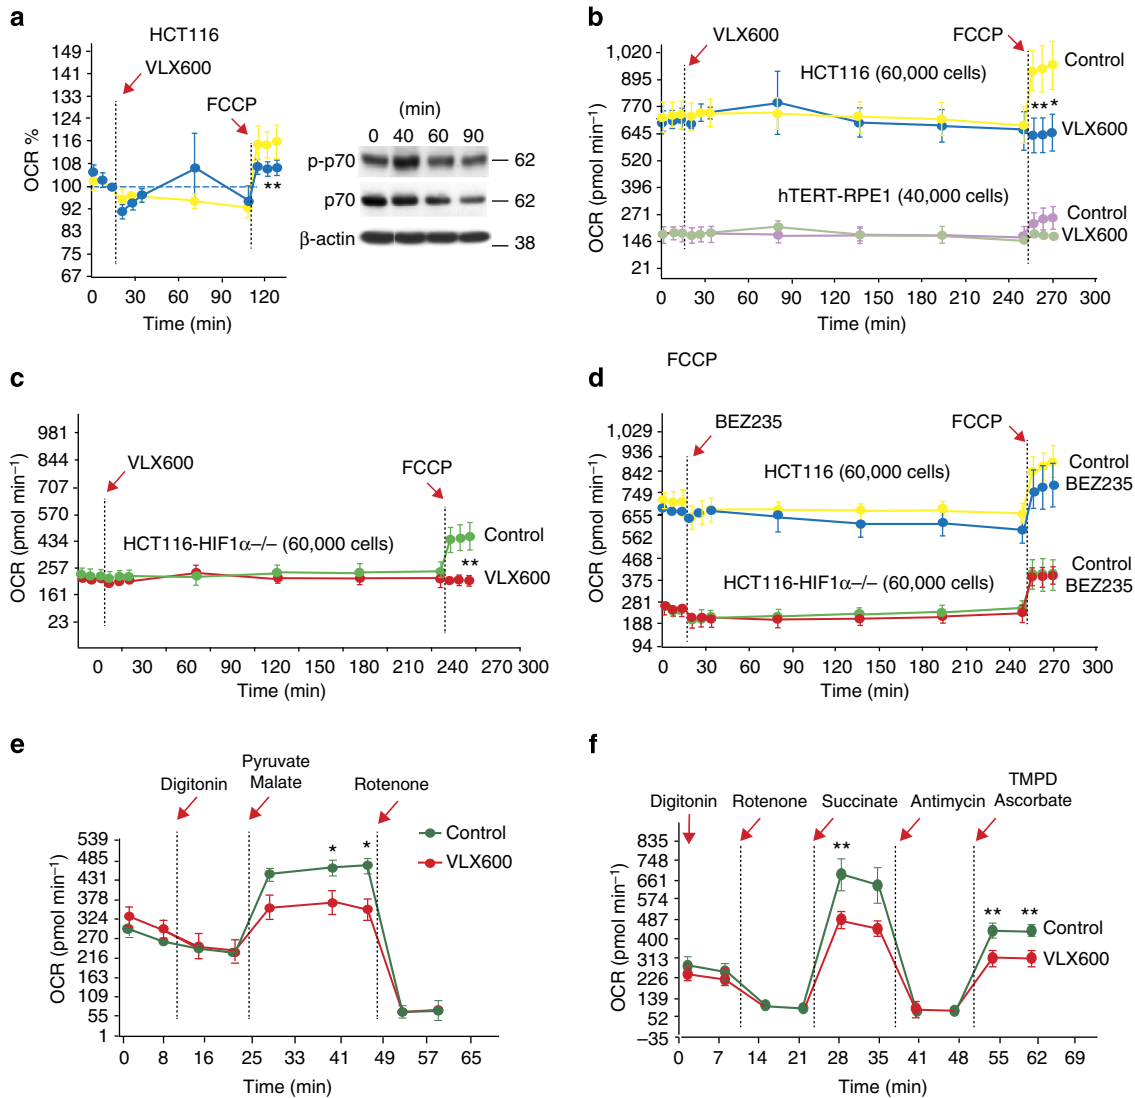 a
HCT116
VLX600
FCCP
OCR %
149
141
133
124
116
108
100
92
83
75
67
**
0 30 60 90 120
Time (min)
(min)
0 40 60 90
p-p70 62
p70 62
β-actin 38
b
VLX600
FCCP
Control
HCT116 (60,000 cells)
***
VLX600
hTERT-RPE1 (40,000 cells)
Control
VLX600
OCR (pmol min–1)
1,020
895
770
645
520
396
271
146
21
0 30 60 90 120 150 180 210 240 270 300
Time (min)
c
VLX600
FCCP
Control
HCT116-HIF1α–/– (60,000 cells)
**
VLX600
OCR (pmol min–1)
981
844
707
570
434
257
161
23
0 30 60 90 120 150 180 210 240 270 300
Time (min)
FCCP
d
BEZ235
FCCP
Control
HCT116 (60,000 cells)
BEZ235
Control
HCT116-HIF1α–/– (60,000 cells)
BEZ235
OCR (pmol min–1)
1,029
936
842
749
655
562
468
375
281
188
94
0 30 60 90 120 150 180 210 240 270 300
Time (min)
e
Digitonin
Pyruvate
Malate
Rotenone
Control
VLX600
* *
OCR (pmol min–1)
539
485
431
378
324
270
216
163
109
55
1
0 8 16 24 33 41 49 57 65
Time (min)
f
Digitonin
Rotenone
Succinate
Antimycin
TMPD
Ascorbate
**
** **
Control
VLX600
OCR (pmol min–1)
835
748
661
574
487
400
313
226
139
52
–35
0 7 14 21 28 35 41 48 55 62 69
Time (min)